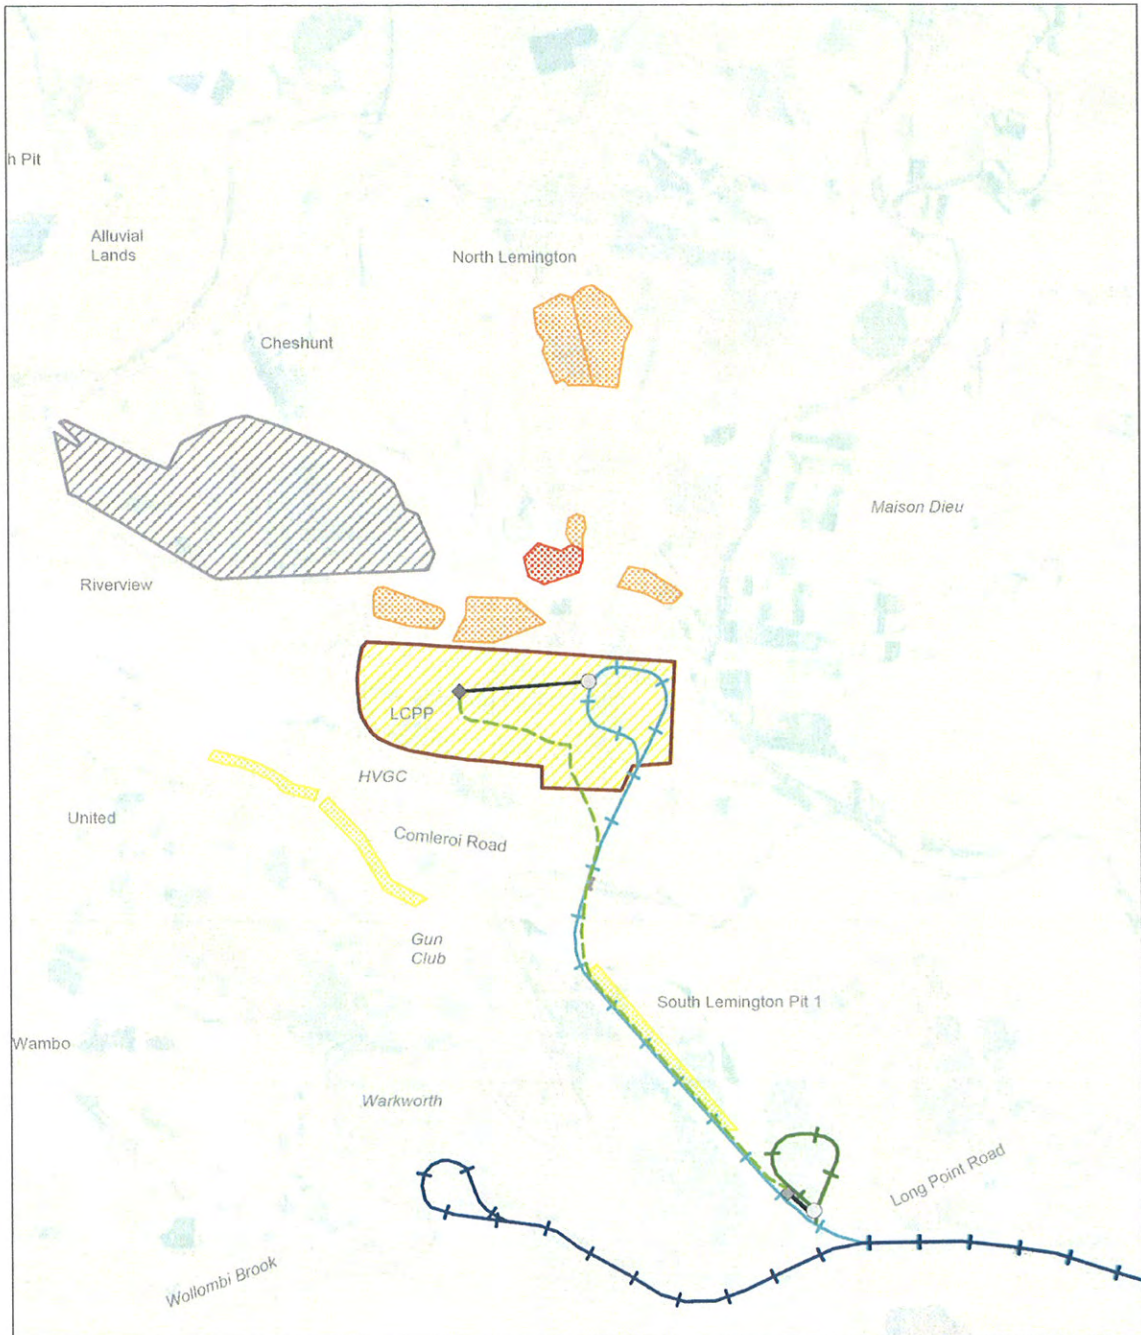 h Pit
Alluvial
Lands
North Lemington
Cheshunt
Maison Dieu
Riverview
LCPP
HVGC
United
Comleroi Road
Gun
Club
South Lemington Pit 1
Wambo
Warkworth
Long Point Road
Wollombi Brook